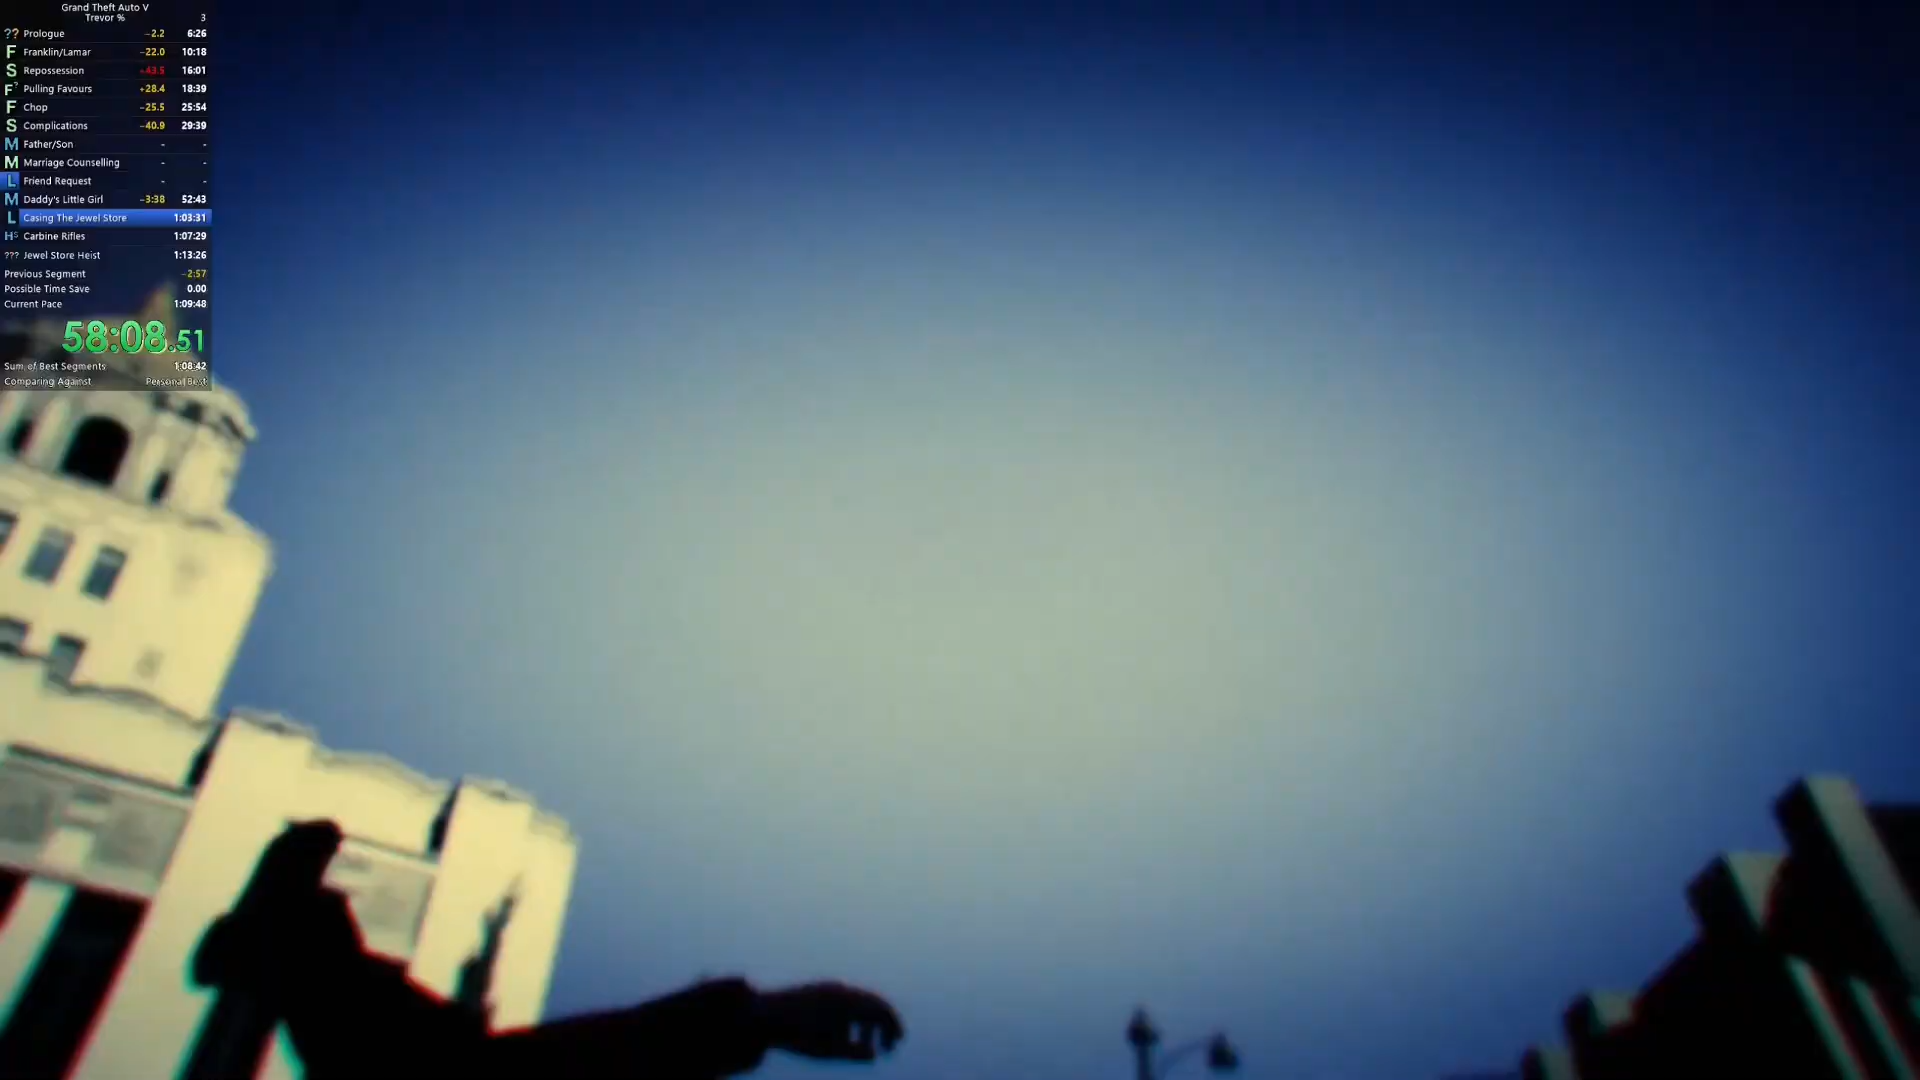 Grand Theft Auto V
Trevor % 3
?? Prologue -2.2 6:26
F Franklin/Lamar -22.0 10:18
S Repossession +43.5 16:01
F? Pulling Favours +28.4 18:39
F Chop -25.5 25:54
S Complications -40.9 29:39
M Father/Son - -
M Marriage Counselling - -
L Friend Request - -
M Daddy's Little Girl -3:38 52:43
L Casing The Jewel Store 1:03:31
HS Carbine Rifles 1:07:29
??? Jewel Store Heist 1:13:26
Previous Segment -2:57
Possible Time Save 0.00
Current Pace 1:09:48
58:08.51
Sum of Best Segments 1:08:42
Comparing Against Personal Best